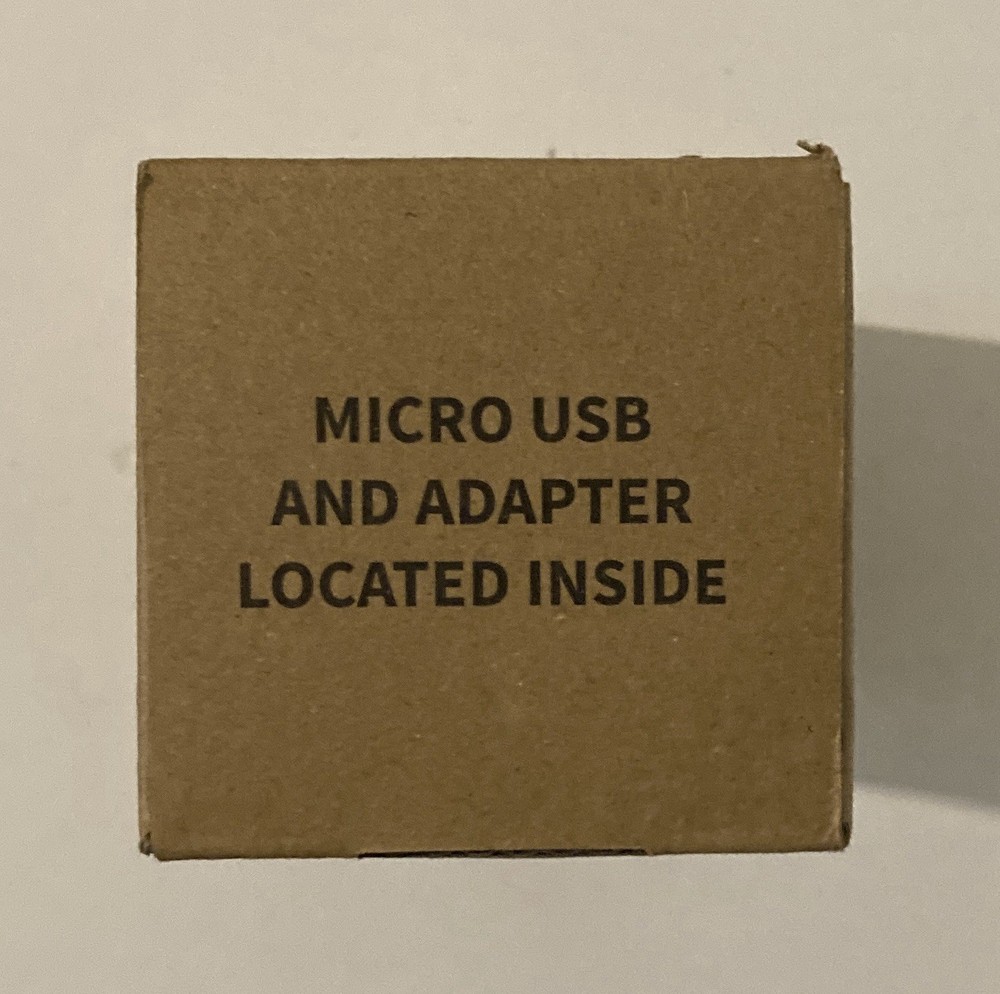 MICRO USB
AND ADAPTER
LOCATED INSIDE